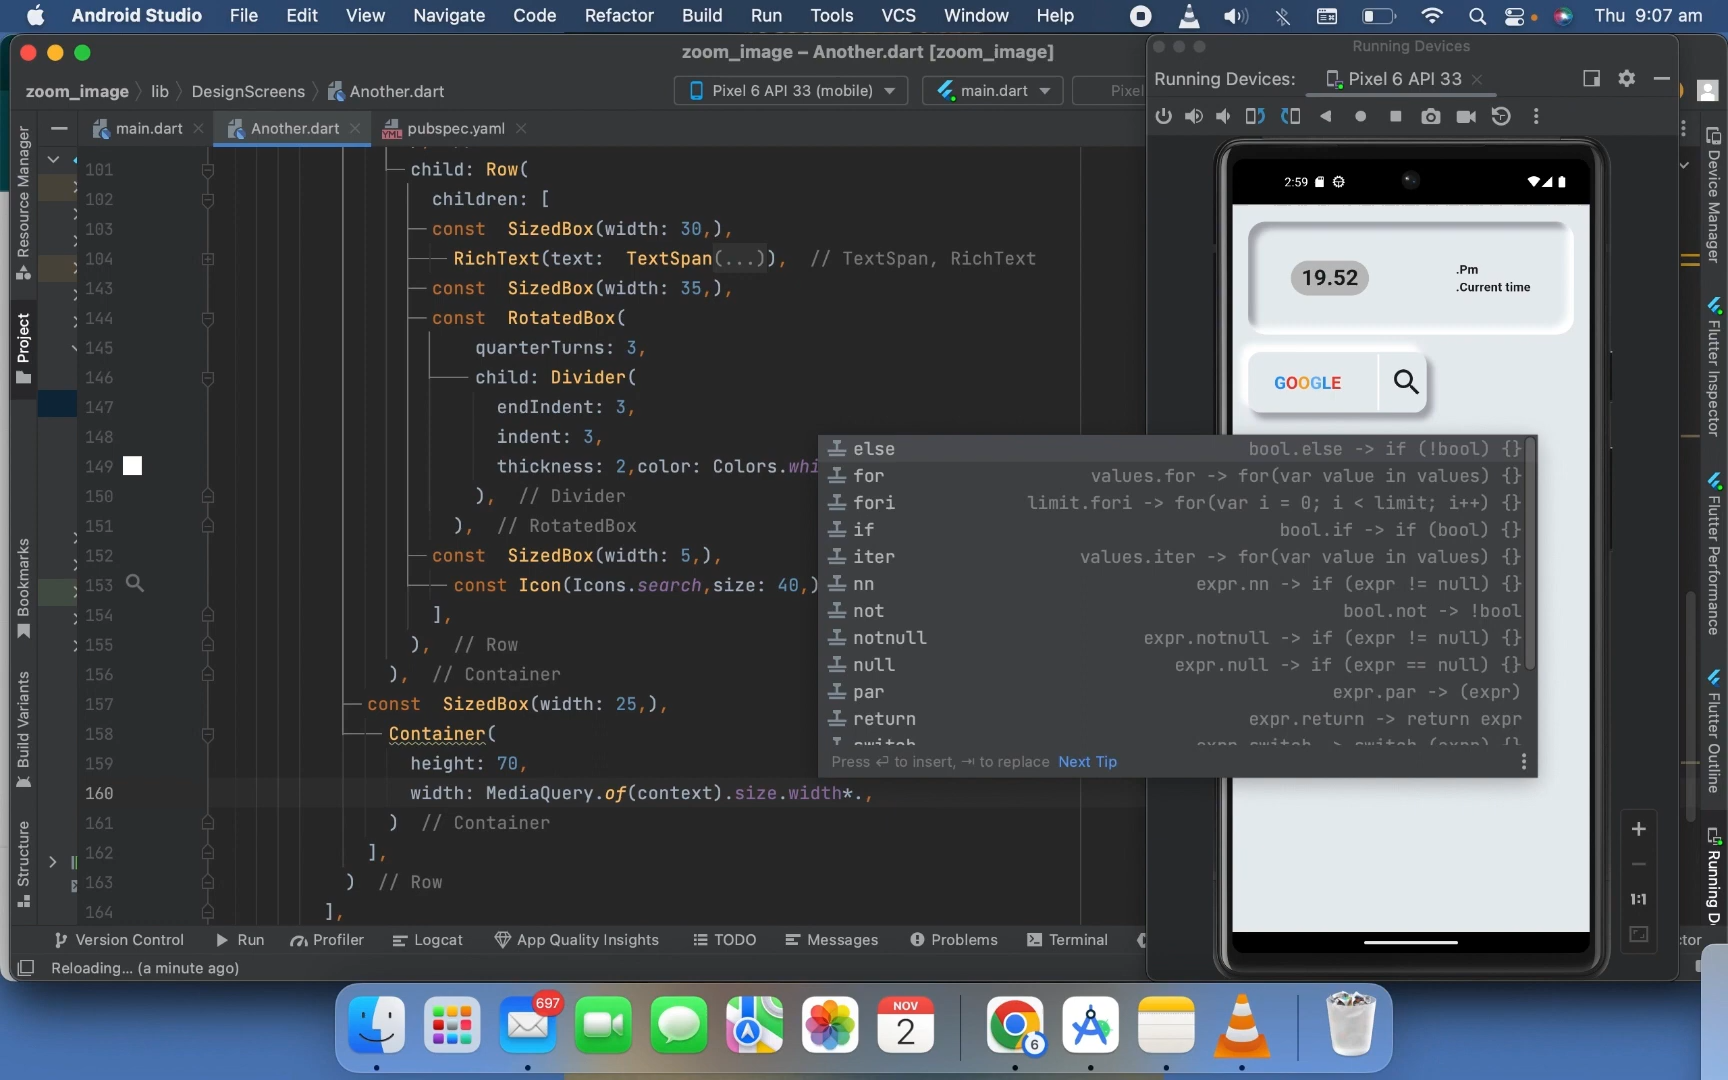 Android Studio File Edit View Navigate Code Refactor Build Run Tools VCS Window Help Thu 9:07 am
zoom_image – Another.dart [zoom_image]
Running Devices
zoom_image lib DesignScreens Another.dart Pixel 6 API 33 (mobile) main.dart Pixel
Running Devices: Pixel 6 API 33
main.dart Another.dart pubspec.yaml
Resource Manager
Project
Bookmarks
Build Variants
Structure
101 child: Row(
102 children: [
103 const SizedBox(width: 30,),
104 RichText(text: TextSpan(...)), // TextSpan, RichText
143 const SizedBox(width: 35,),
144 const RotatedBox(
145 quarterTurns: 3,
146 child: Divider(
147 endIndent: 3,
148 indent: 3,
149 thickness: 2,color: Colors.whi
150 ), // Divider
151 ), // RotatedBox
152 const SizedBox(width: 5,),
153 const Icon(Icons.search,size: 40,)
154 ],
155 ), // Row
156 ), // Container
157 const SizedBox(width: 25,),
158 Container(
159 height: 70,
160 width: MediaQuery.of(context).size.width*.,
161 ) // Container
162 ],
163 ) // Row
164 ],
else bool.else -> if (!bool) {}
for values.for -> for(var value in values) {}
fori limit.fori -> for(var i = 0; i < limit; i++) {}
if bool.if -> if (bool) {}
iter values.iter -> for(var value in values) {}
nn expr.nn -> if (expr != null) {}
not bool.not -> !bool
notnull expr.notnull -> if (expr != null) {}
null expr.null -> if (expr == null) {}
par expr.par -> (expr)
return expr.return -> return expr
switch expr.switch -> switch (expr) {}
Press ↵ to insert, ⇥ to replace Next Tip
2:59
19.52
.Pm
.Current time
GOOGLE
1:1
Device Manager
Flutter Inspector
Flutter Performance
Flutter Outline
Running D
Version Control Run Profiler Logcat App Quality Insights TODO Messages Problems Terminal
tor
Reloading... (a minute ago)
697
NOV
2
6